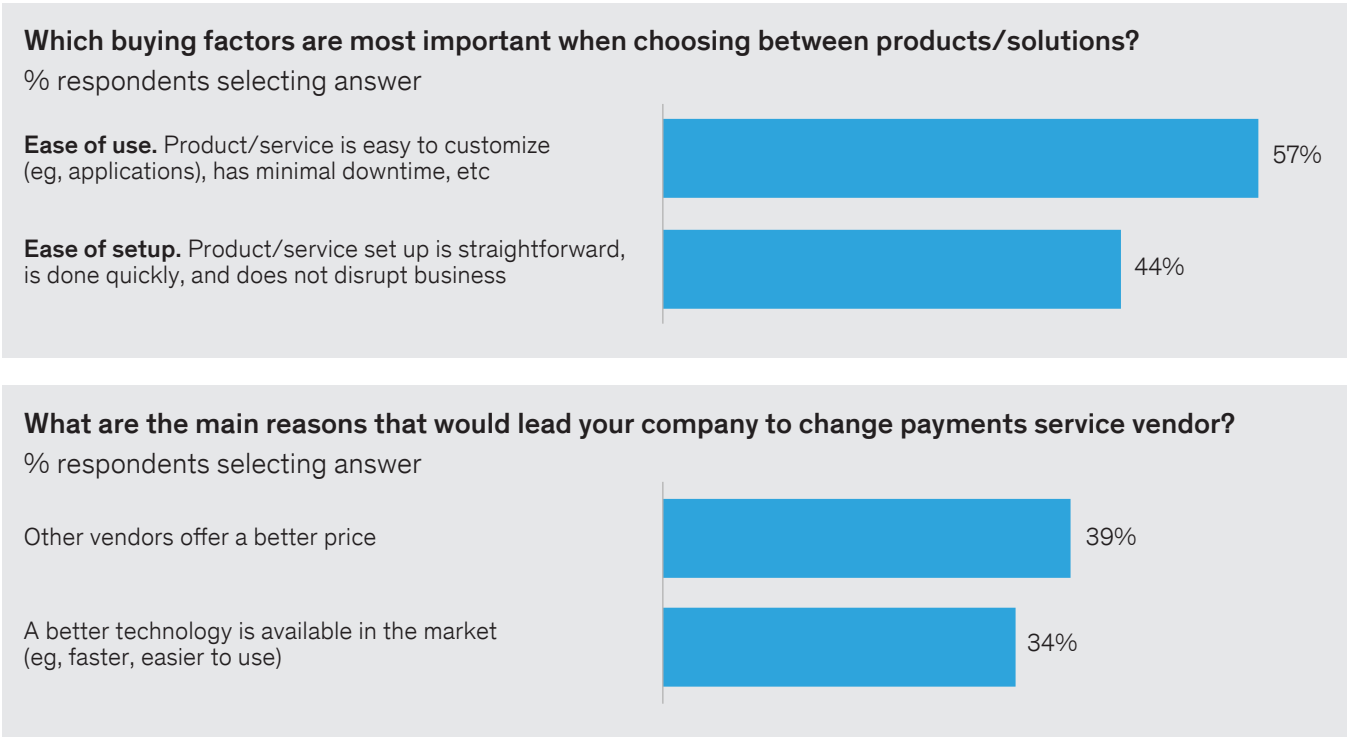 Which buying factors are most important when choosing between products/solutions?
% respondents selecting answer
Ease of use. Product/service is easy to customize
(eg, applications), has minimal downtime, etc
57%
Ease of setup. Product/service set up is straightforward,
is done quickly, and does not disrupt business
44%
What are the main reasons that would lead your company to change payments service vendor?
% respondents selecting answer
Other vendors offer a better price
39%
A better technology is available in the market
(eg, faster, easier to use)
34%